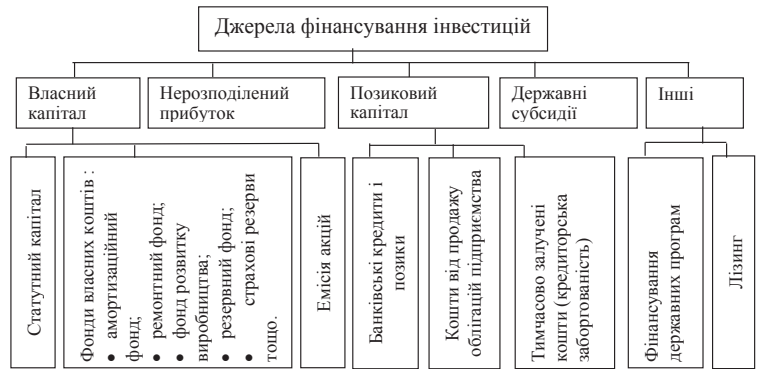 Джерела фінансування інвестицій
Власний
капітал
Нерозподілений
прибуток
Позиковий
капітал
Державні
субсидії
Інші
Статутний капітал
Фонди власних коштів :
● амортизаційний
фонд;
● ремонтний фонд;
● фонд розвитку
виробництва;
● резервний фонд;
● страхові резерви
тощо.
Емісія акцій
Банківські кредити і
позики
Кошти від продажу
облігацій підприємства
Тимчасово залучені
кошти (кредиторська
заборгованість)
Фінансування
державних програм
Лізинг